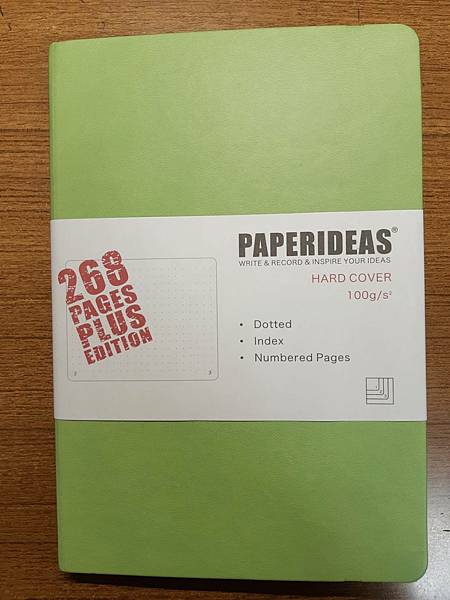 PAPERIDEAS®
WRITE & RECORD & INSPIRE YOUR IDEAS
HARD COVER
100g/s²
268
PAGES
PLUS
EDITION
• Dotted
• Index
• Numbered Pages